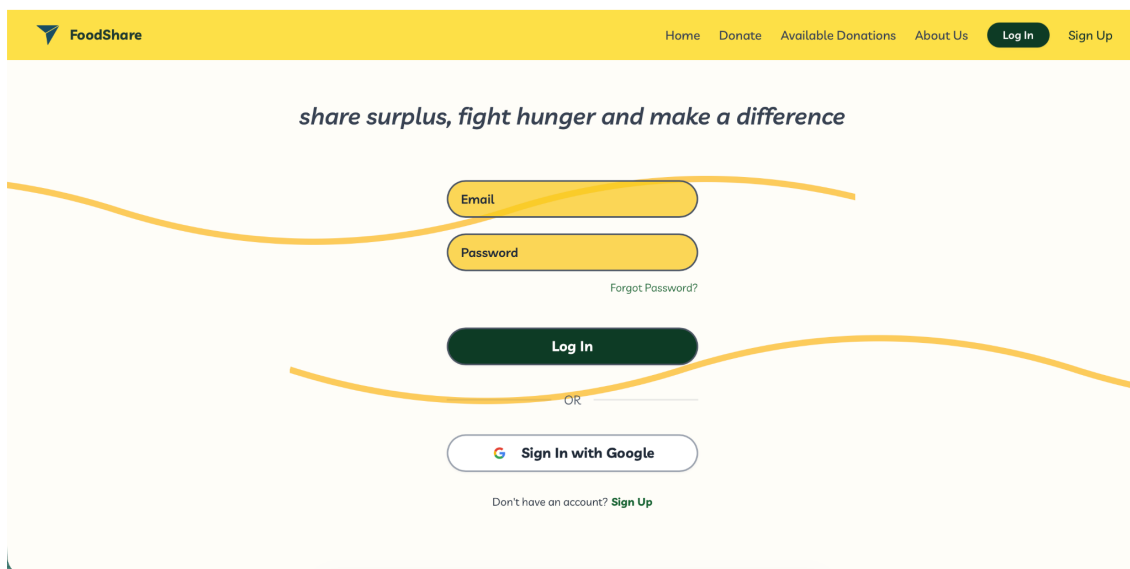 FoodShare Home Donate Available Donations About Us Log In Sign Up
share surplus, fight hunger and make a difference
Email
Password
Forgot Password?
Log In
OR
Sign In with Google
Don't have an account? Sign Up